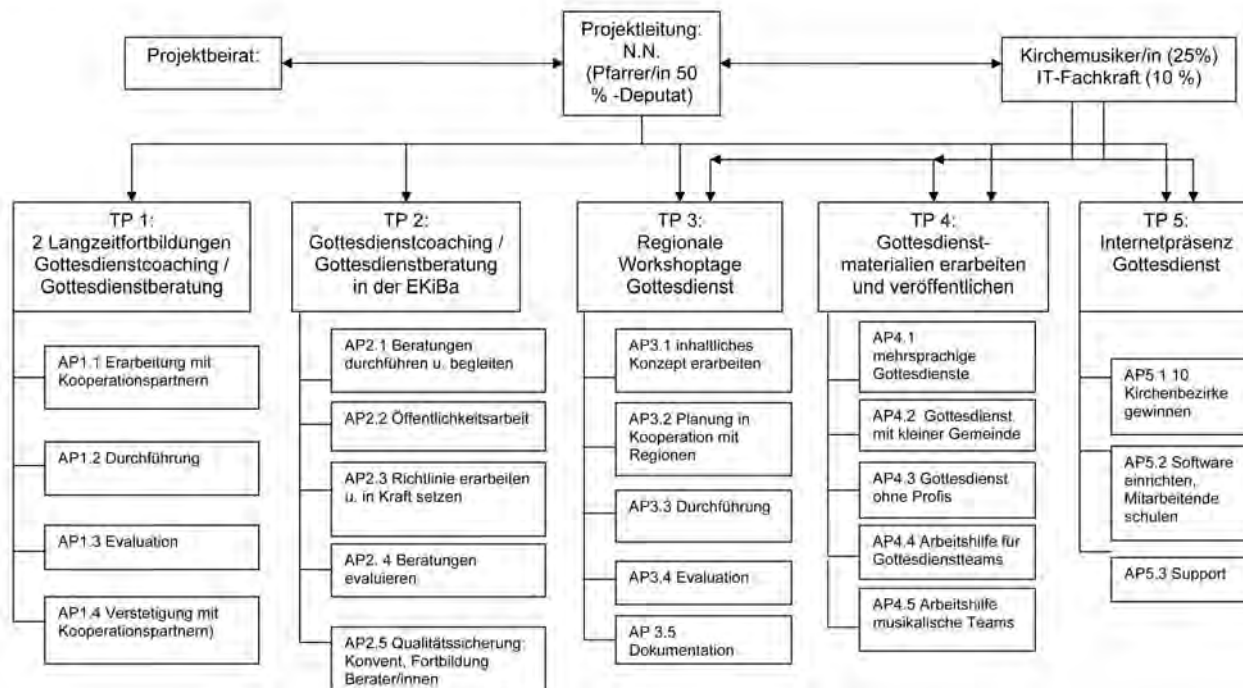 Projektbeirat:
Projektleitung:
N.N.
(Pfarrer/in 50
% -Deputat)
Kirchemusiker/in (25%)
IT-Fachkraft (10 %)
TP 1:
2 Langzeitfortbildungen
Gottesdienstcoaching /
Gottesdienstberatung
AP1.1 Erarbeitung mit
Kooperationspartnern
AP1.2 Durchführung
AP1.3 Evaluation
AP1.4 Verstetigung mit
Kooperationspartnern)
TP 2:
Gottesdienstcoaching /
Gottesdienstberatung
in der EKiBa
AP2.1 Beratungen
durchführen u. begleiten
AP2.2 Öffentlichkeitsarbeit
AP2.3 Richtlinie erarbeiten
u. in Kraft setzen
AP2. 4 Beratungen
evaluieren
AP2.5 Qualitätssicherung:
Konvent, Fortbildung
Berater/innen
TP 3:
Regionale
Workshoptage
Gottesdienst
AP3.1 inhaltliches
Konzept erarbeiten
AP3.2 Planung in
Kooperation mit
Regionen
AP3.3 Durchführung
AP3.4 Evaluation
AP 3.5
Dokumentation
TP 4:
Gottesdienst-
materialien erarbeiten
und veröffentlichen
AP4.1
mehrsprachige
Gottesdienste
AP4.2 Gottesdienst
mit kleiner Gemeinde
AP4.3 Gottesdienst
ohne Profis
AP4.4 Arbeitshilfe für
Gottesdienstteams
AP4.5 Arbeitshilfe
musikalische Teams
TP 5:
Internetpräsenz
Gottesdienst
AP5.1 10
Kirchenbezirke
gewinnen
AP5.2 Software
einrichten,
Mitarbeitende
schulen
AP5.3 Support